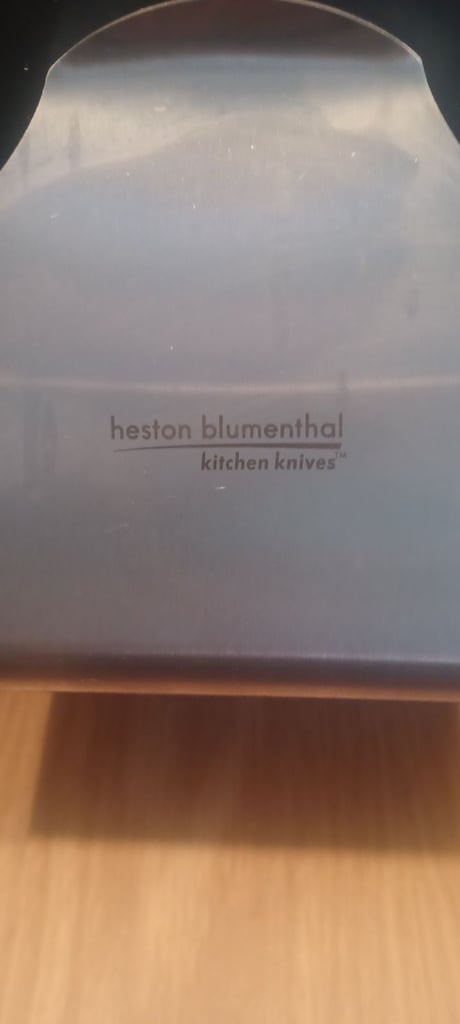 heston blumenthal
kitchen knives™